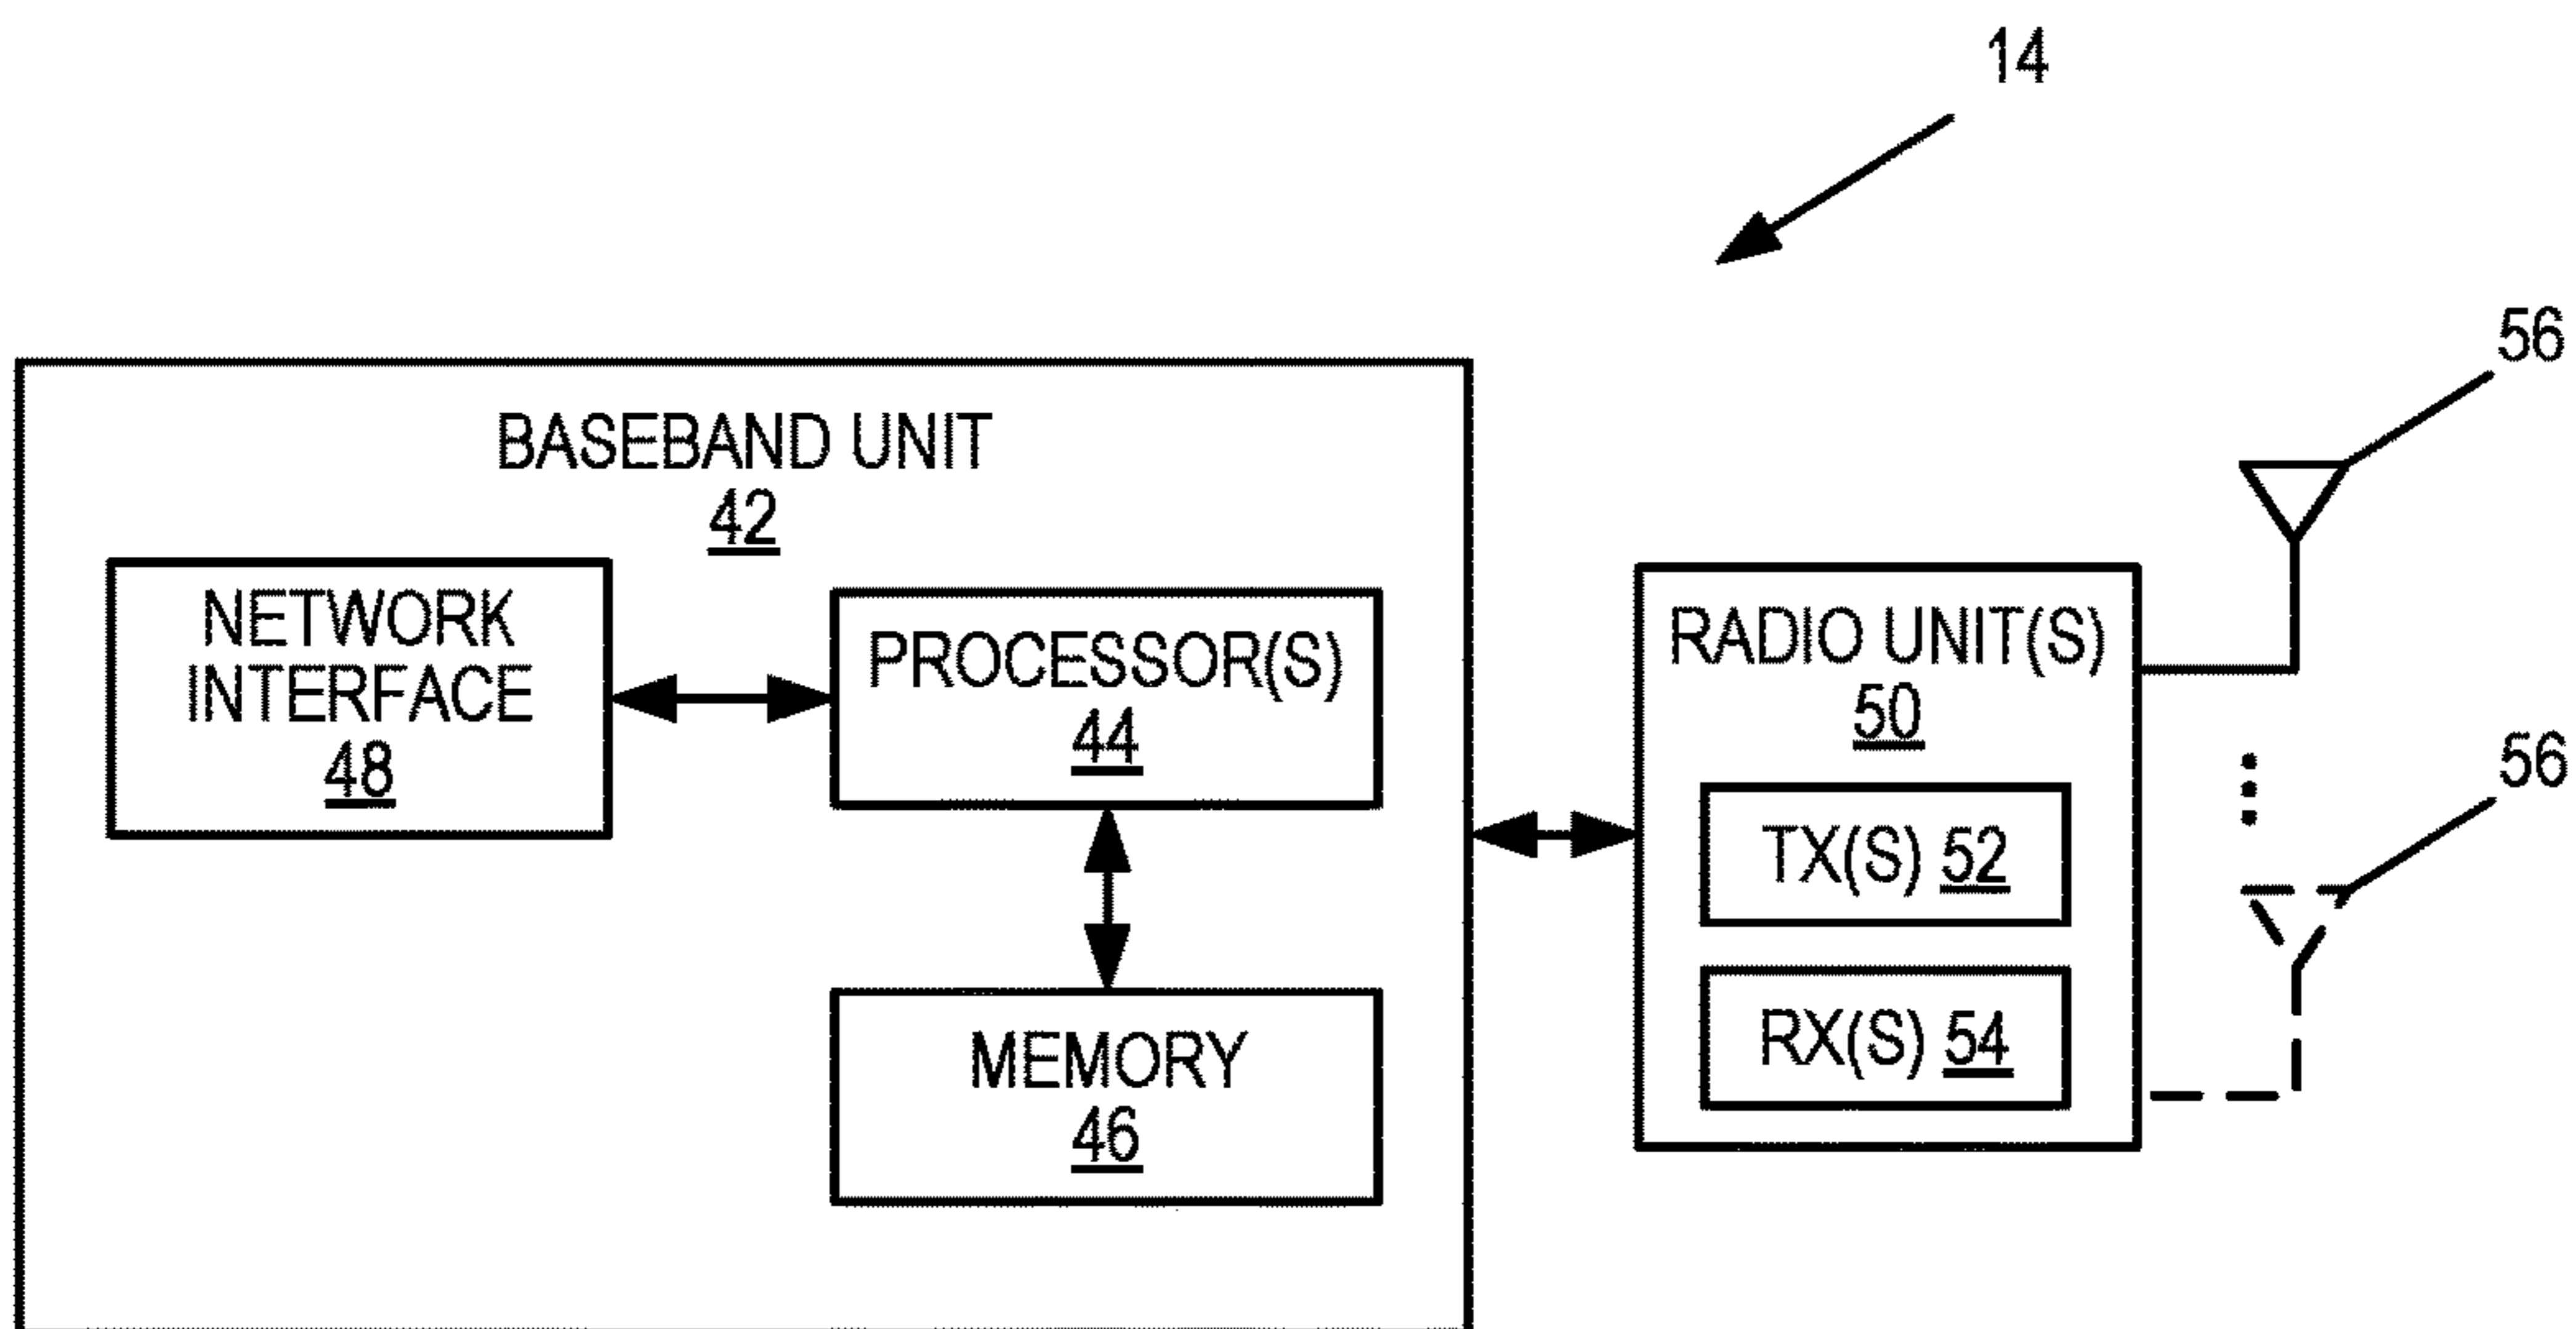 14
56
BASEBAND UNIT
42
NETWORK
INTERFACE
48
PROCESSOR(S)
44
MEMORY
46
RADIO UNIT(S)
50
TX(S) 52
RX(S) 54
56